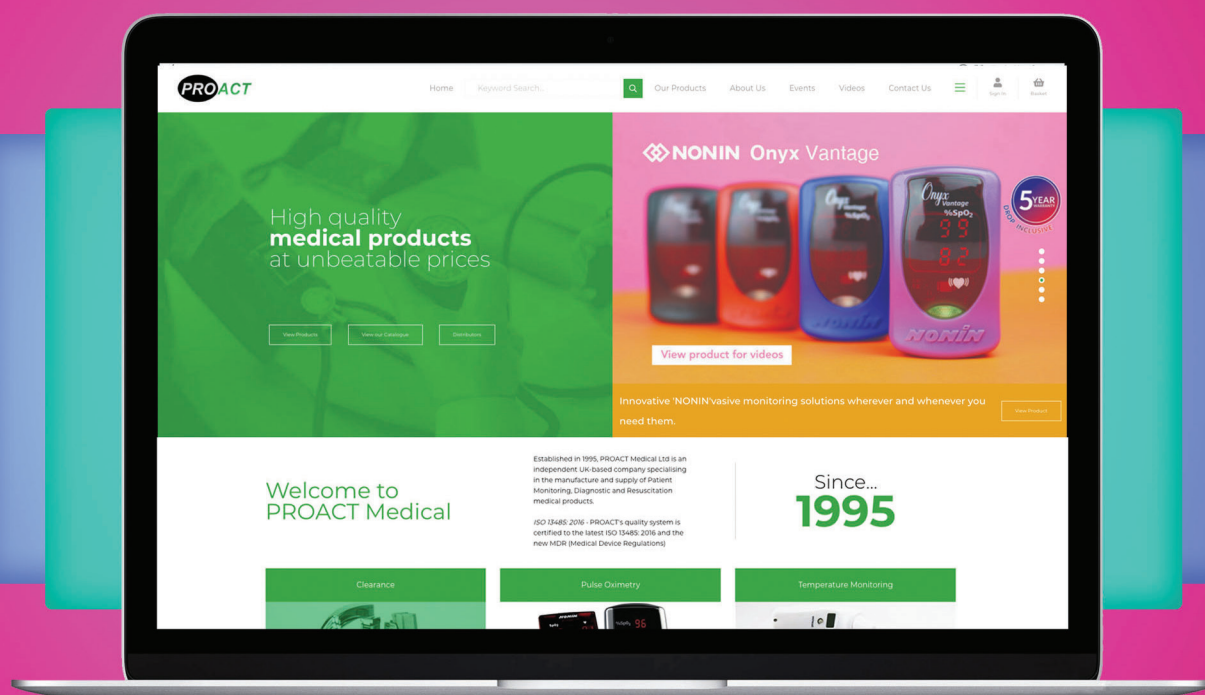 PROACT
Home
Keyword Search...
Our Products
About Us
Events
Videos
Contact Us
Sign In
Basket
High quality
medical products
at unbeatable prices
View Products
View our Catalogue
Distributors
NONIN Onyx Vantage
Onyx
Vantage
%SpO2
99
82
NONIN
5 YEAR
WARRANTY
DROP INCLUSIVE
View product for videos
Innovative 'NONIN'vasive monitoring solutions wherever and whenever you
need them.
View Product
Welcome to
PROACT Medical
Established in 1995, PROACT Medical Ltd is an
independent UK-based company specialising
in the manufacture and supply of Patient
Monitoring, Diagnostic and Resuscitation
medical products.
ISO 13485: 2016 - PROACT's quality system is
certified to the latest ISO 13485: 2016 and the
new MDR (Medical Device Regulations)
Since...
1995
Clearance
Pulse Oximetry
Temperature Monitoring
96